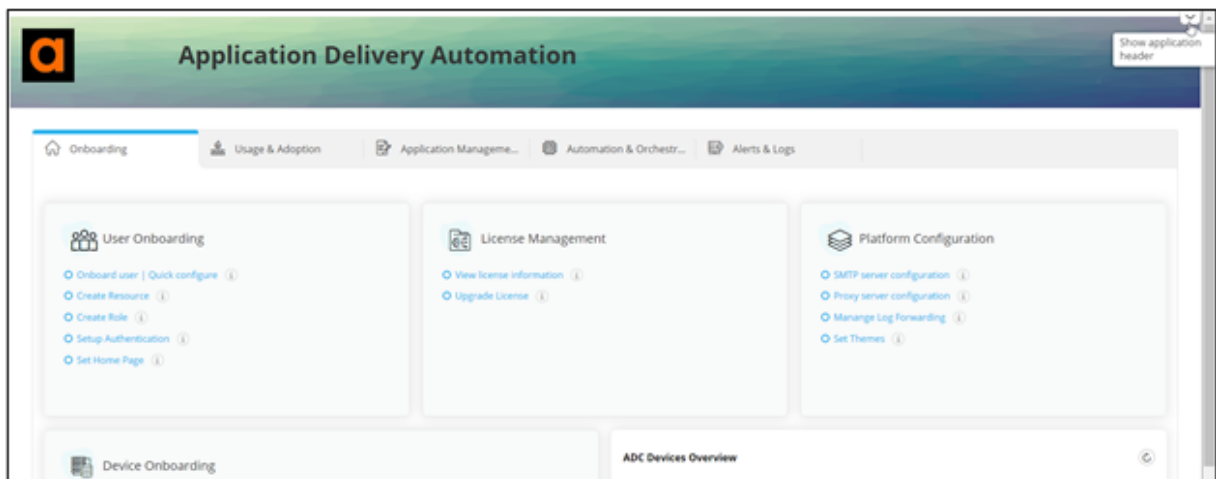 a
Application Delivery Automation
Show application
header
Onboarding
Usage & Adoption
Application Manageme...
Automation & Orchestr...
Alerts & Logs
User Onboarding
Onboard user | Quick configure
Create Resource
Create Role
Setup Authentication
Set Home Page
License Management
View license information
Upgrade License
Platform Configuration
SMTP server configuration
Proxy server configuration
Manange Log Forwarding
Set Themes
Device Onboarding
ADC Devices Overview